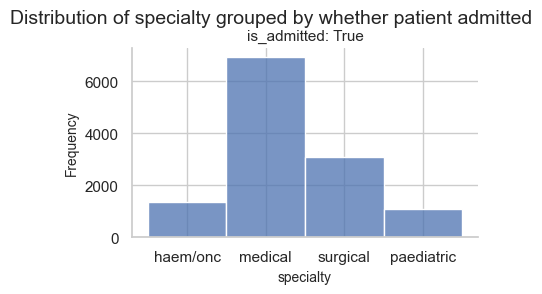 Distribution of specialty grouped by whether patient admitted
is_admitted: True
Frequency
6000
4000
2000
0
haem/onc medical surgical paediatric
specialty